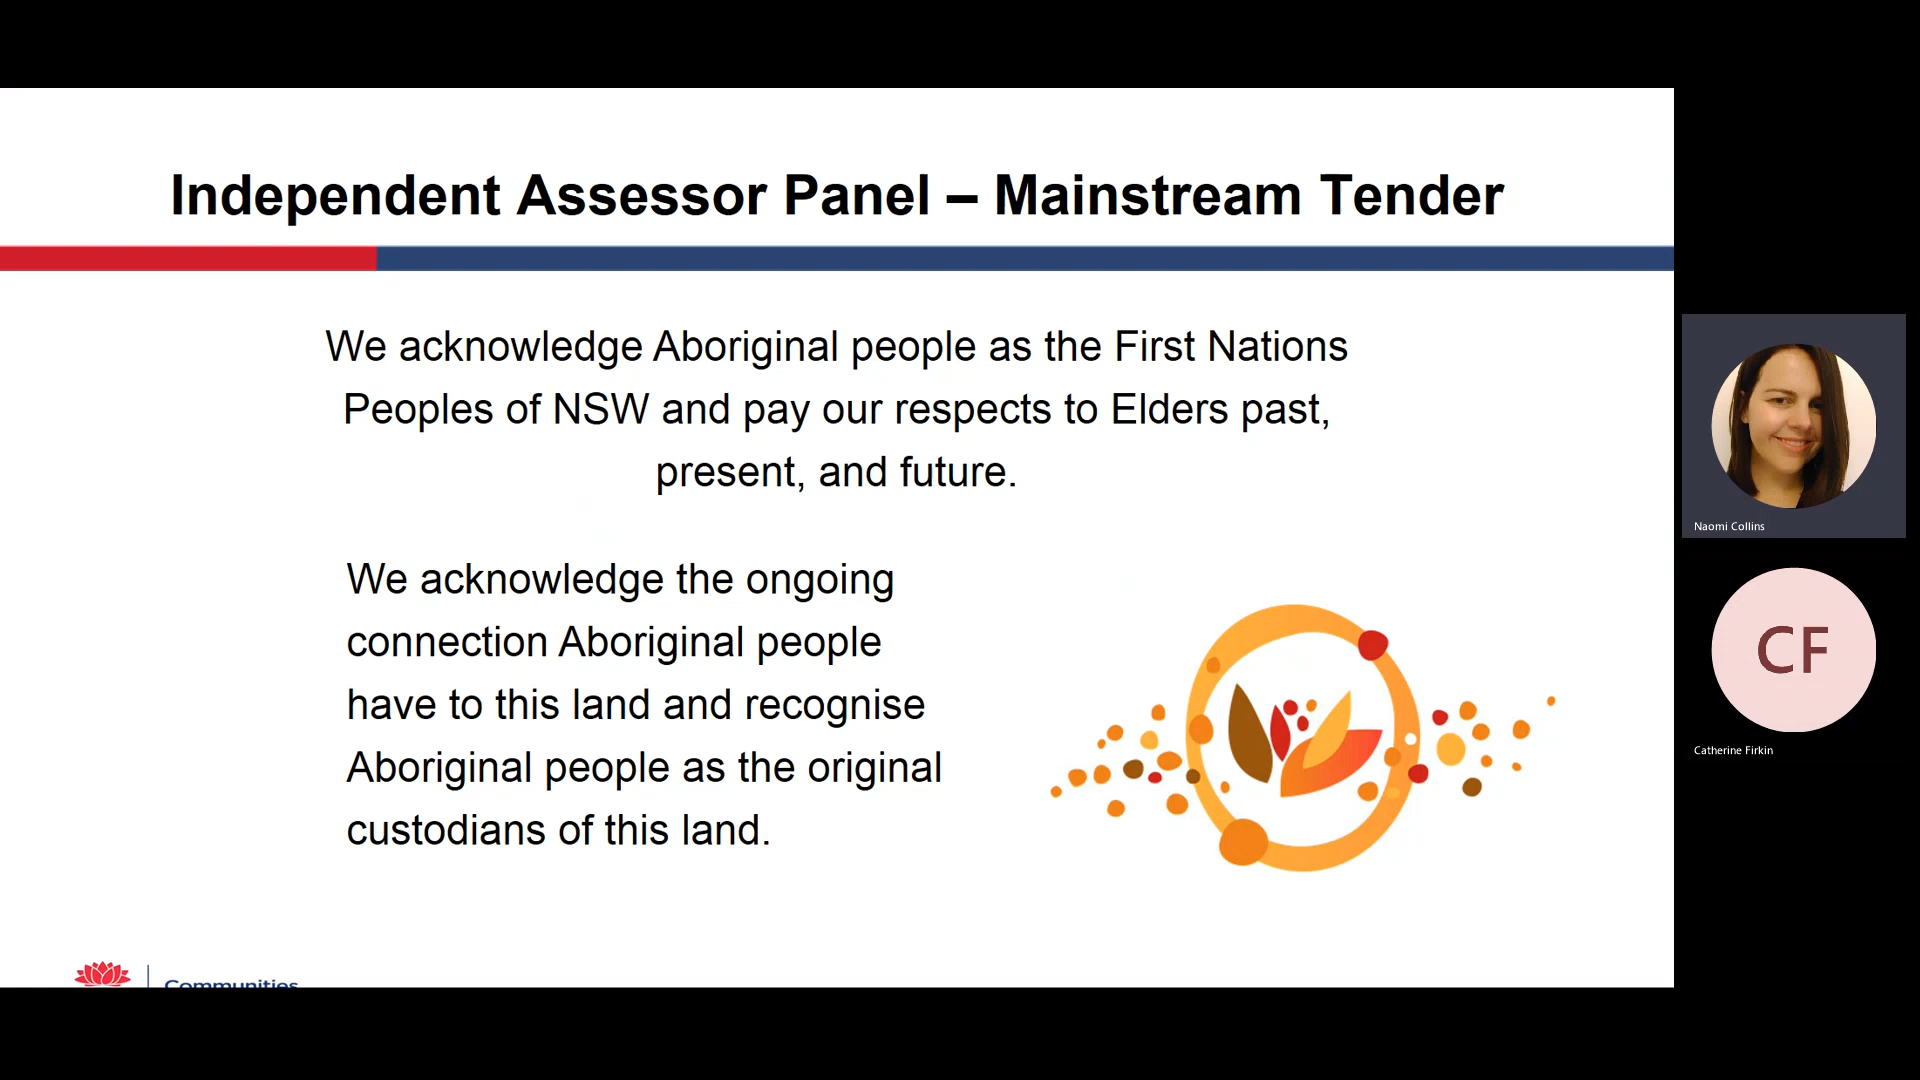 Independent Assessor Panel – Mainstream Tender
We acknowledge Aboriginal people as the First Nations
Peoples of NSW and pay our respects to Elders past,
present, and future.
We acknowledge the ongoing
connection Aboriginal people
have to this land and recognise
Aboriginal people as the original
custodians of this land.
Communities
Naomi Collins
CF
Catherine Firkin